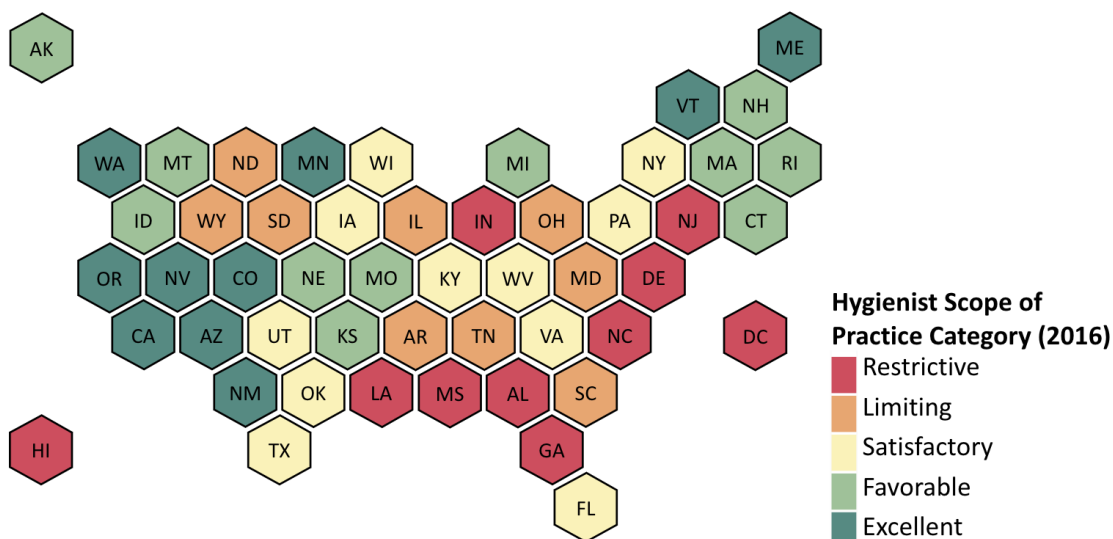 AK
ME
VT NH
WA MT ND MN WI MI NY MA RI
ID WY SD IA IL IN OH PA NJ CT
OR NV CO NE MO KY WV MD DE
CA AZ UT KS AR TN VA NC DC
NM OK LA MS AL SC
HI TX GA
FL
Hygienist Scope of
Practice Category (2016)
Restrictive
Limiting
Satisfactory
Favorable
Excellent